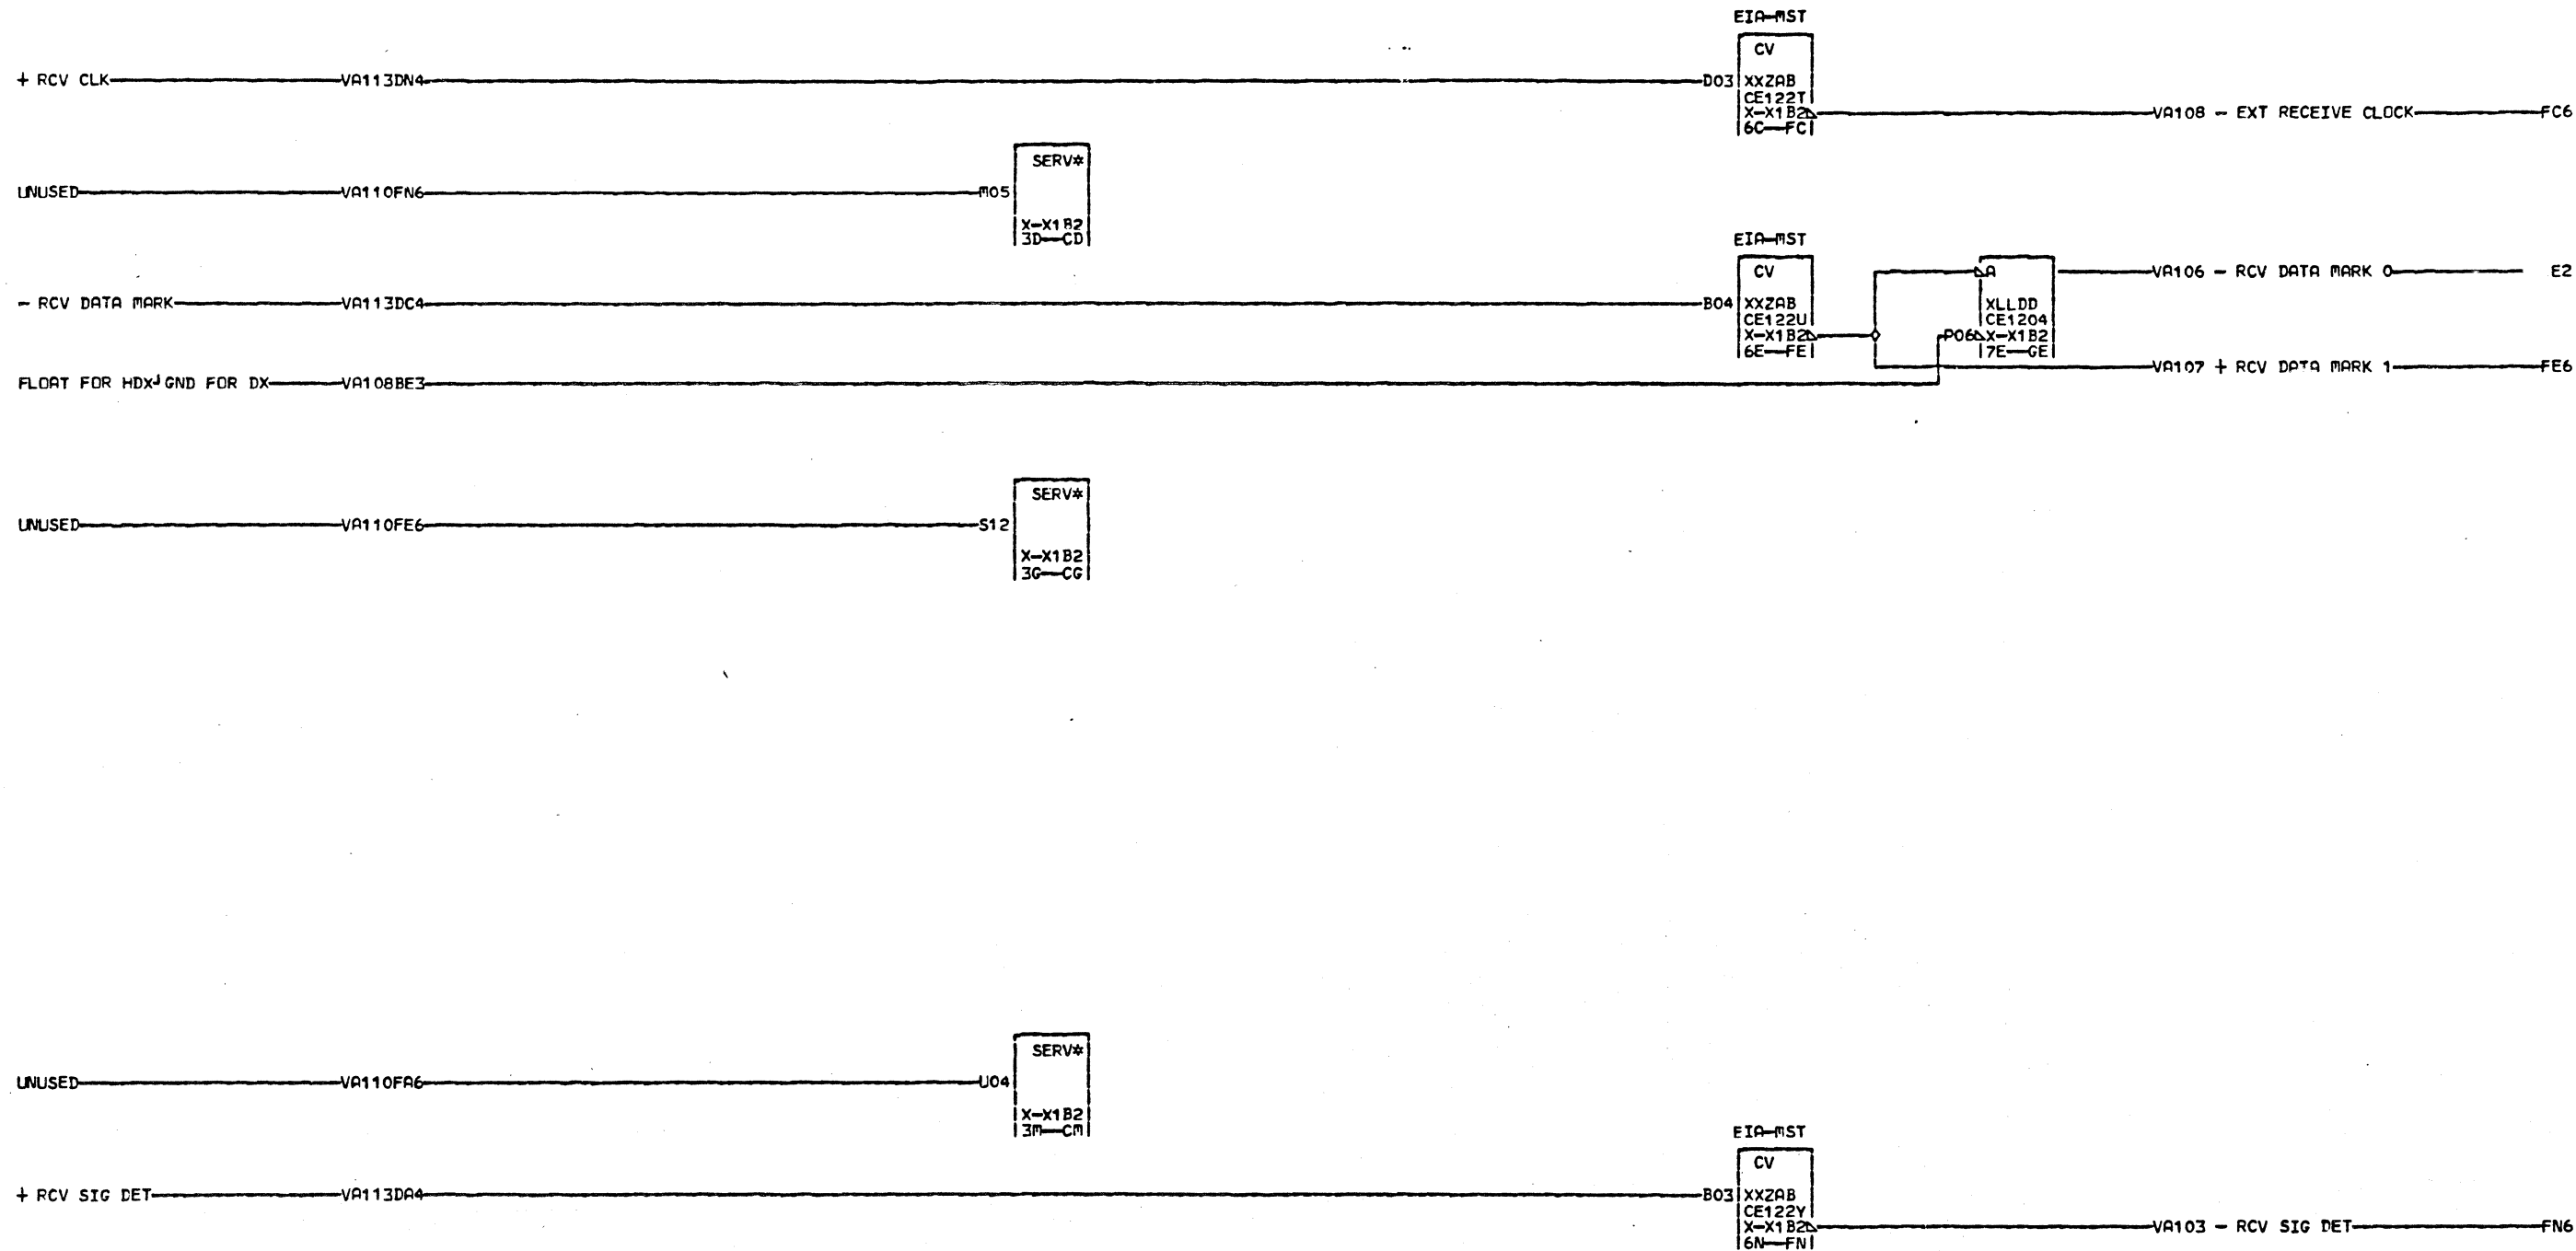 EIA-MST
CV
+ RCV CLK VA113DN4 D03 XXZAB
CE122T
X-X1B2 VA108 - EXT RECEIVE CLOCK FC6
6C FC
SERV*
UNUSED VA110FN6 M05
X-X1B2
3D CD
EIA-MST
CV A VA106 - RCV DATA MARK 0 E2
- RCV DATA MARK VA113DC4 B04 XXZAB XLLDD
CE122U CE1204
X-X1B2 P06 X-X1B2
6E FE 7E GE
VA107 + RCV DATA MARK 1 FE6
FLOAT FOR HDX GND FOR DX VA108BE3
SERV*
UNUSED VA110FE6 S12
X-X1B2
3G CG
SERV*
UNUSED VA110FA6 U04
X-X1B2
3M CM
EIA-MST
CV
+ RCV SIG DET VA113DA4 B03 XXZAB
CE122Y
X-X1B2 VA103 - RCV SIG DET FN6
6N FN